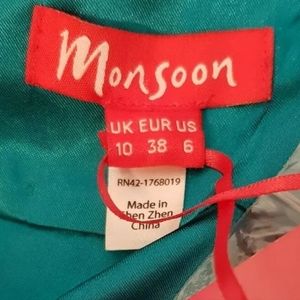 Monsoon
UK EUR US
10 38 6
RN42-1768019
Made in
Shen Zhen
China